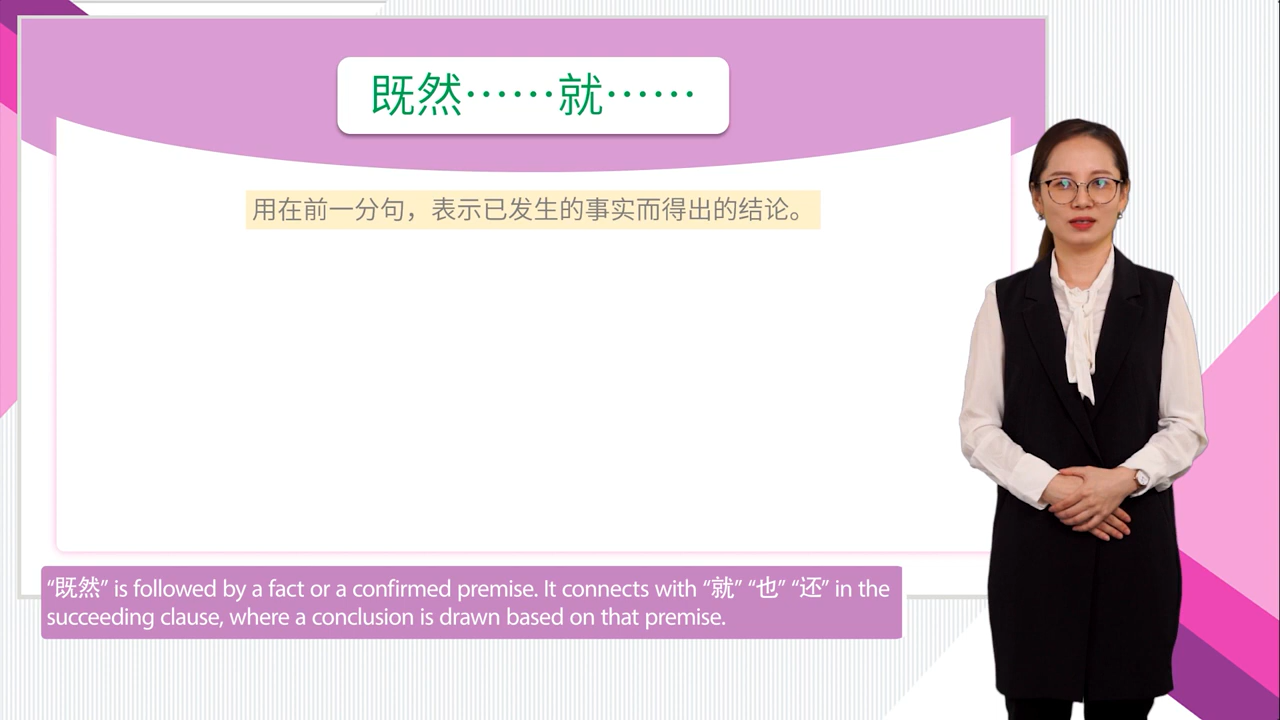 既然……就……
用在前一分句，表示已发生的事实而得出的结论。
“既然” is followed by a fact or a confirmed premise. It connects with “就” “也” “还” in the
succeeding clause, where a conclusion is drawn based on that premise.